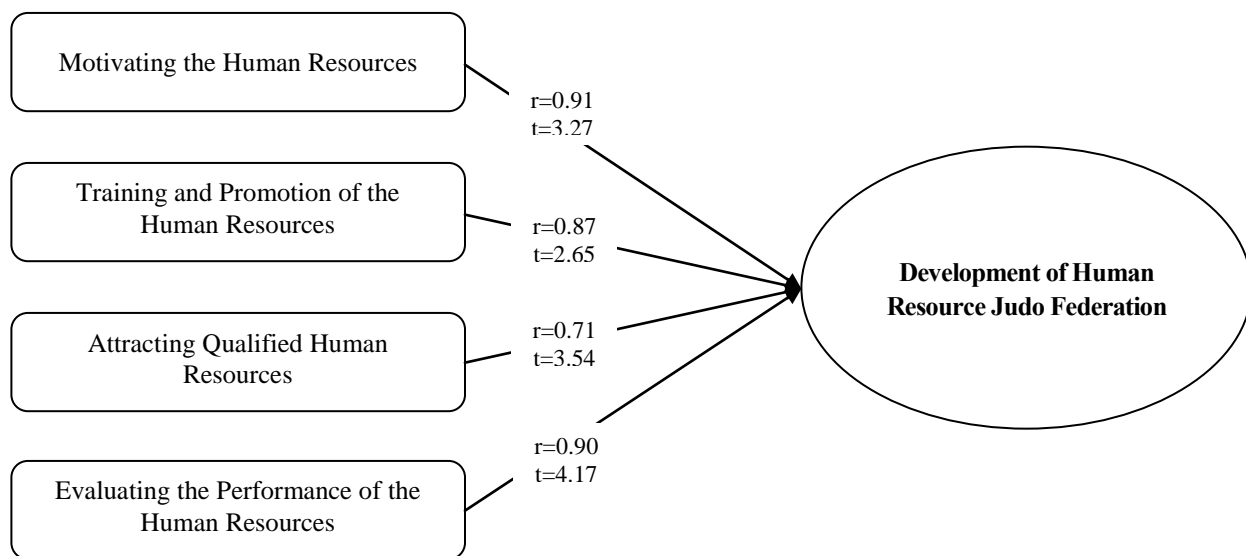 Motivating the Human Resources
r=0.91
t=3.27
Training and Promotion of the
Human Resources
r=0.87
t=2.65
Development of Human
Resource Judo Federation
Attracting Qualified Human
Resources
r=0.71
t=3.54
Evaluating the Performance of the
Human Resources
r=0.90
t=4.17